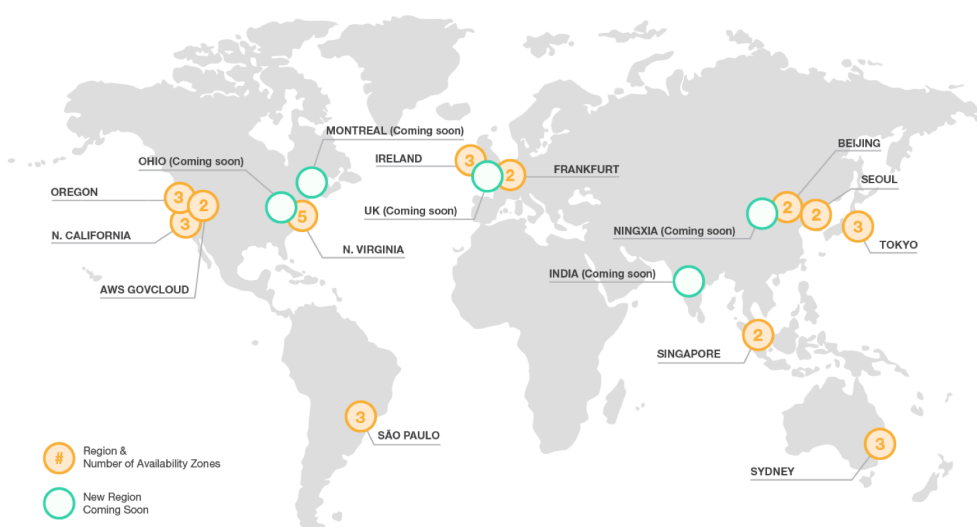 MONTREAL (Coming soon)
BEIJING
OHIO (Coming soon)
IRELAND
3
FRANKFURT
2
SEOUL
OREGON
3
2
UK (Coming soon)
2
2
N. CALIFORNIA
3
5
N. VIRGINIA
NINGXIA (Coming soon)
3
TOKYO
AWS GOVCLOUD
INDIA (Coming soon)
2
SINGAPORE
3
SÃO PAULO
3
SYDNEY
#
Region &
Number of Availability Zones
New Region
Coming Soon